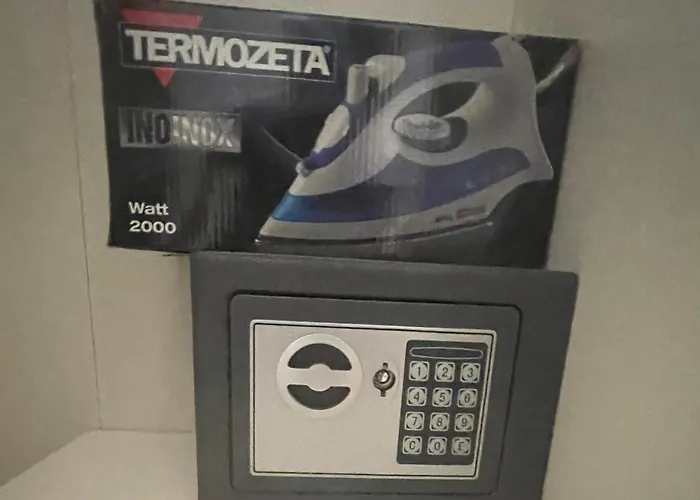 TERMOZETA
INOINOX
Watt
2000
1 2 3
4 5 6
7 8 9
C 0 E